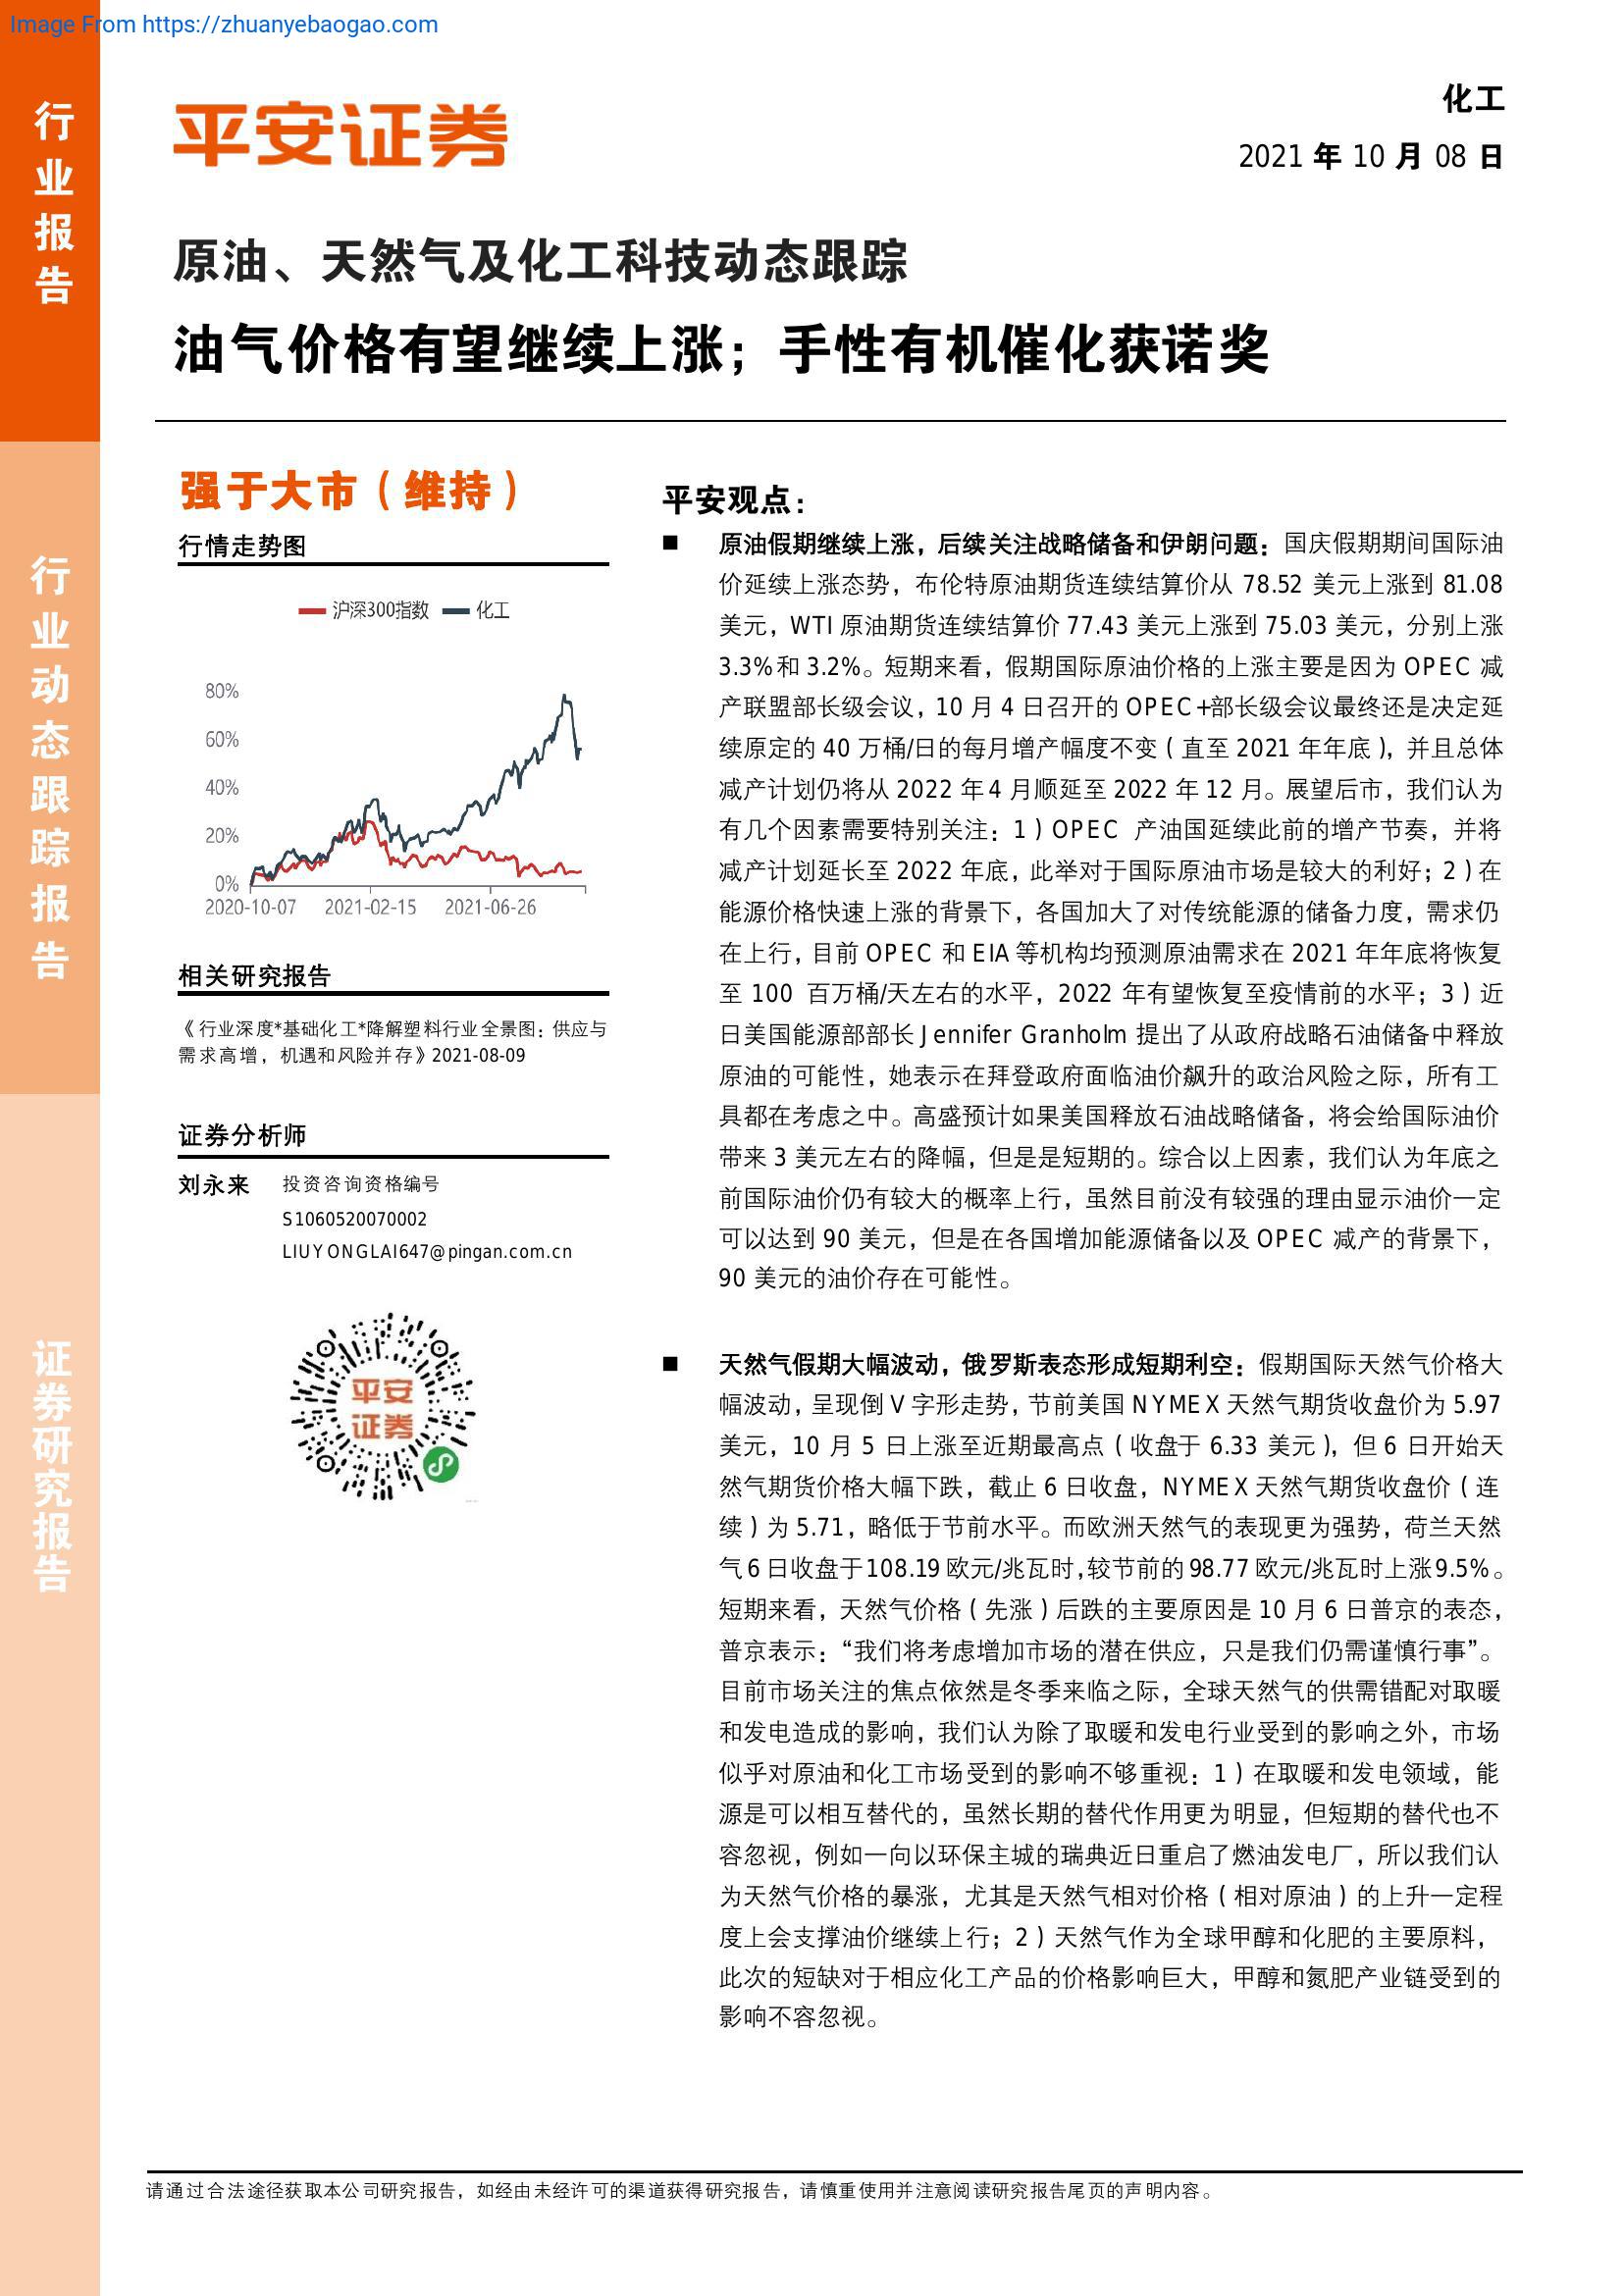 Image From https://zhuanyebaogao.com
行业报告
行业动态跟踪报告
证券研究报告
平安证券
化工
2021 年 10 月 08 日
原油、天然气及化工科技动态跟踪
油气价格有望继续上涨；手性有机催化获诺奖
强于大市（维持）
行情走势图
沪深300指数 化工
80%
60%
40%
20%
0%
2020-10-07 2021-02-15 2021-06-26
相关研究报告
《行业深度*基础化工*降解塑料行业全景图：供应与
需求高增，机遇和风险并存》2021-08-09
证券分析师
刘永来 投资咨询资格编号
S1060520070002
LIUYONGLAI647@pingan.com.cn
平安
证券
平安观点：
■ 原油假期继续上涨，后续关注战略储备和伊朗问题：国庆假期期间国际油
价延续上涨态势，布伦特原油期货连续结算价从 78.52 美元上涨到 81.08
美元，WTI 原油期货连续结算价 77.43 美元上涨到 75.03 美元，分别上涨
3.3%和 3.2%。短期来看，假期国际原油价格的上涨主要是因为 OPEC 减
产联盟部长级会议，10 月 4 日召开的 OPEC+部长级会议最终还是决定延
续原定的 40 万桶/日的每月增产幅度不变（直至 2021 年年底），并且总体
减产计划仍将从 2022 年 4 月顺延至 2022 年 12 月。展望后市，我们认为
有几个因素需要特别关注：1）OPEC 产油国延续此前的增产节奏，并将
减产计划延长至 2022 年底，此举对于国际原油市场是较大的利好；2）在
能源价格快速上涨的背景下，各国加大了对传统能源的储备力度，需求仍
在上行，目前 OPEC 和 EIA 等机构均预测原油需求在 2021 年年底将恢复
至 100 百万桶/天左右的水平，2022 年有望恢复至疫情前的水平；3）近
日美国能源部部长 Jennifer Granholm 提出了从政府战略石油储备中释放
原油的可能性，她表示在拜登政府面临油价飙升的政治风险之际，所有工
具都在考虑之中。高盛预计如果美国释放石油战略储备，将会给国际油价
带来 3 美元左右的降幅，但是是短期的。综合以上因素，我们认为年底之
前国际油价仍有较大的概率上行，虽然目前没有较强的理由显示油价一定
可以达到 90 美元，但是在各国增加能源储备以及 OPEC 减产的背景下，
90 美元的油价存在可能性。
■ 天然气假期大幅波动，俄罗斯表态形成短期利空：假期国际天然气价格大
幅波动，呈现倒 V 字形走势，节前美国 NYMEX 天然气期货收盘价为 5.97
美元，10 月 5 日上涨至近期最高点（收盘于 6.33 美元），但 6 日开始天
然气期货价格大幅下跌，截止 6 日收盘，NYMEX 天然气期货收盘价（连
续）为 5.71，略低于节前水平。而欧洲天然气的表现更为强势，荷兰天然
气 6 日收盘于 108.19 欧元/兆瓦时，较节前的 98.77 欧元/兆瓦时上涨 9.5%。
短期来看，天然气价格（先涨）后跌的主要原因是 10 月 6 日普京的表态，
普京表示：“我们将考虑增加市场的潜在供应，只是我们仍需谨慎行事”。
目前市场关注的焦点依然是冬季来临之际，全球天然气的供需错配对取暖
和发电造成的影响，我们认为除了取暖和发电行业受到的影响之外，市场
似乎对原油和化工市场受到的影响不够重视：1）在取暖和发电领域，能
源是可以相互替代的，虽然长期的替代作用更为明显，但短期的替代也不
容忽视，例如一向以环保主城的瑞典近日重启了燃油发电厂，所以我们认
为天然气价格的暴涨，尤其是天然气相对价格（相对原油）的上升一定程
度上会支撑油价继续上行；2）天然气作为全球甲醇和化肥的主要原料，
此次的短缺对于相应化工产品的价格影响巨大，甲醇和氮肥产业链受到的
影响不容忽视。
请通过合法途径获取本公司研究报告，如经由未经许可的渠道获得研究报告，请慎重使用并注意阅读研究报告尾页的声明内容。